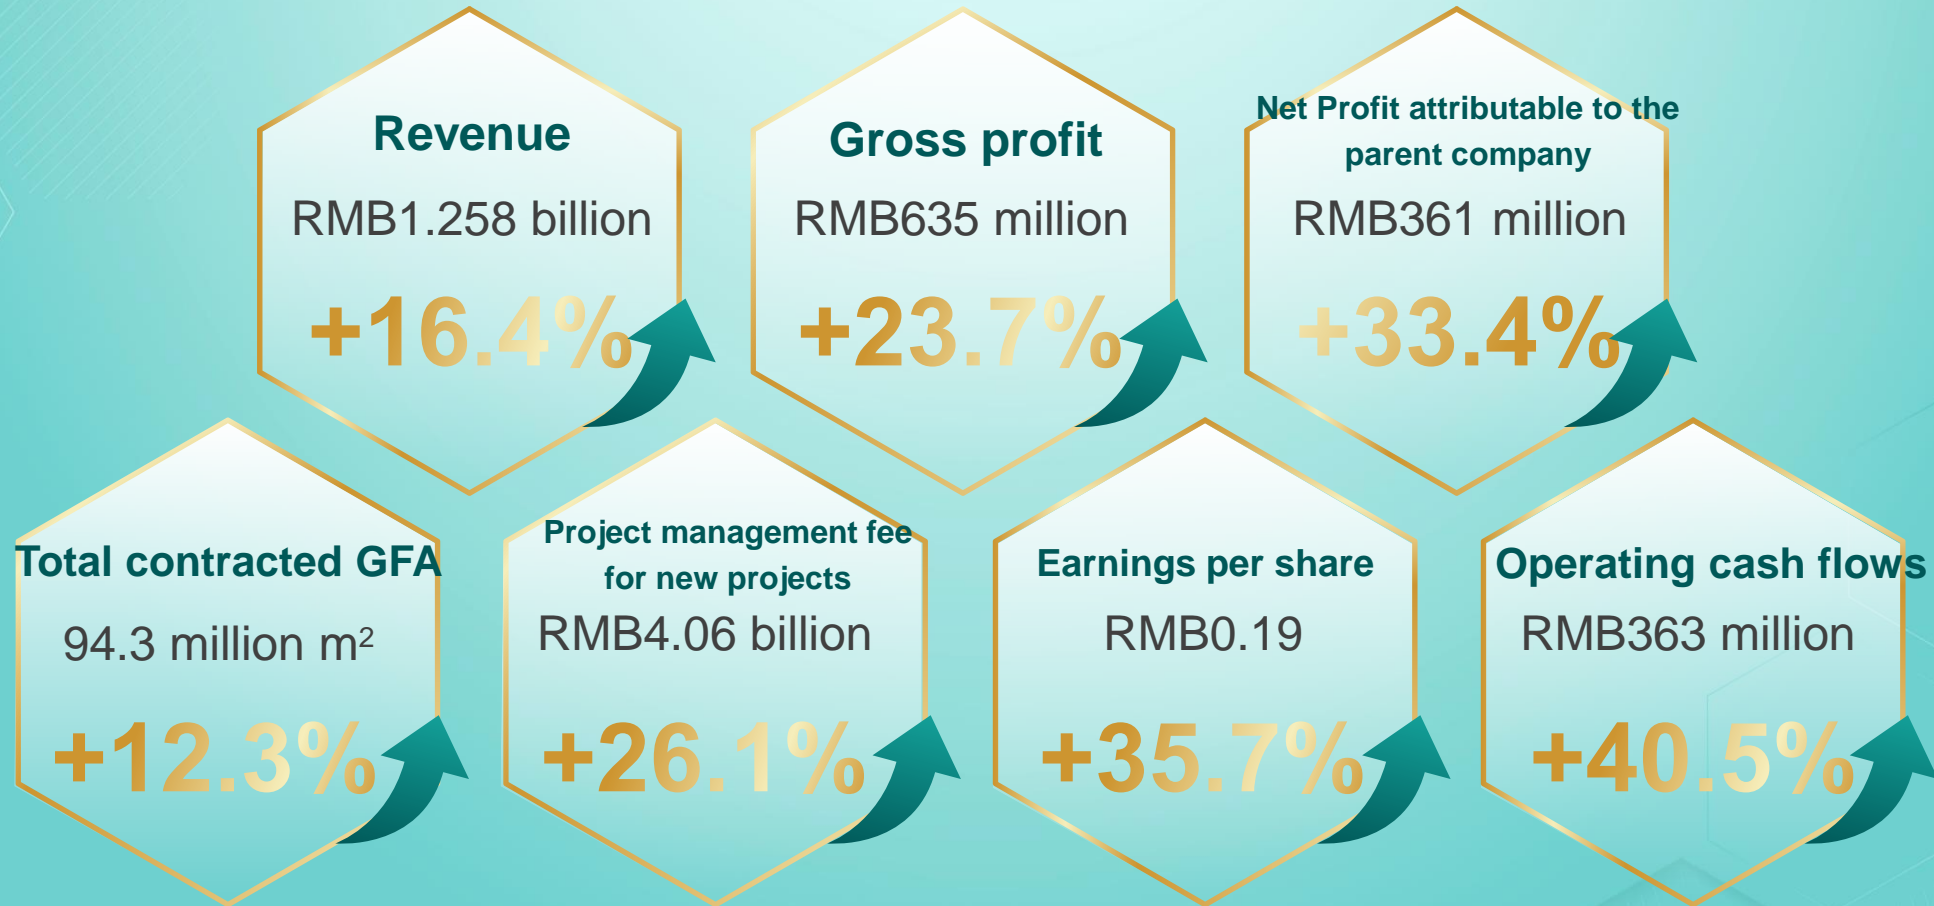 Revenue
RMB1.258 billion
+16.4%
Gross profit
RMB635 million
+23.7%
Net Profit attributable to the
parent company
RMB361 million
+33.4%
Total contracted GFA
94.3 million m²
+12.3%
Project management fee
for new projects
RMB4.06 billion
+26.1%
Earnings per share
RMB0.19
+35.7%
Operating cash flows
RMB363 million
+40.5%